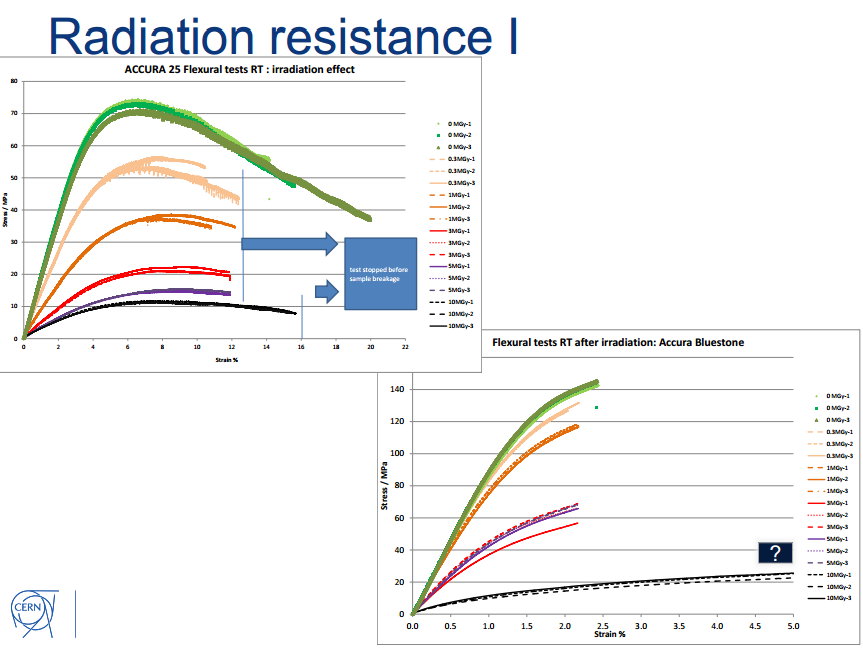 Radiation resistance I
ACCURA 25 Flexural tests RT : irradiation effect
Stress / MPa
80
70
60
50
40
30
20
10
0
0 2 4 6 8 10 12 14 16 18 20 22
Strain %
test stopped before
sample breakage
0 MGy-1
0 MGy-2
0 MGy-3
0.3MGy-1
0.3MGy-2
0.3MGy-3
1MGy-1
1MGy-2
1MGy-3
3MGy-1
3MGy-2
3MGy-3
5MGy-1
5MGy-2
5MGy-3
10MGy-1
10MGy-2
10MGy-3
Flexural tests RT after irradiation: Accura Bluestone
Stress / MPa
140
120
100
80
60
40
20
0
0.0 0.5 1.0 1.5 2.0 2.5 3.0 3.5 4.0 4.5 5.0
Strain %
?
0 MGy-1
0 MGy-2
0 MGy-3
0.3MGy-1
0.3MGy-2
0.3MGy-3
1MGy-1
1MGy-2
1MGy-3
3MGy-1
3MGy-2
3MGy-3
5MGy-1
5MGy-2
5MGy-3
10MGy-1
10MGy-2
10MGy-3
CERN